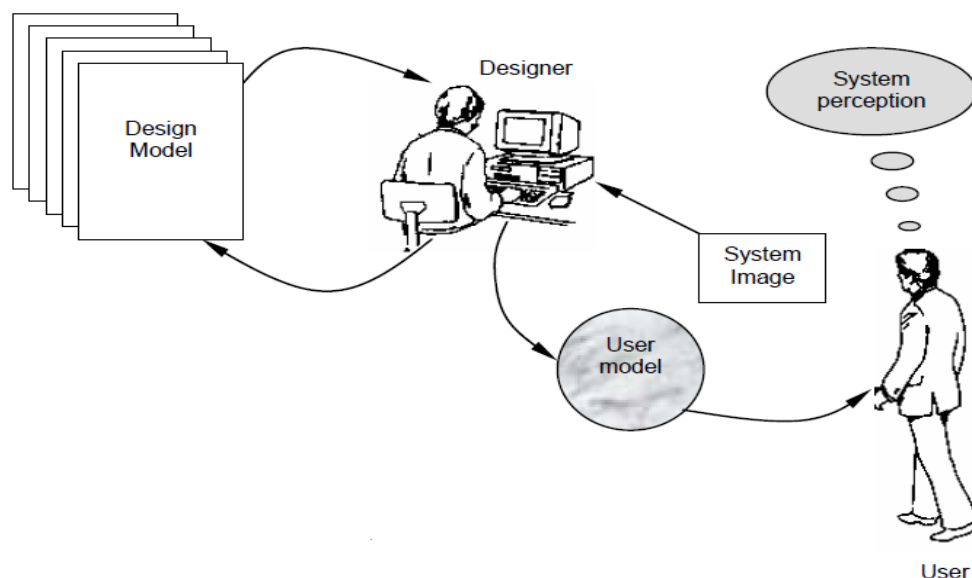 Designer
System
perception
Design
Model
System
Image
User
model
User